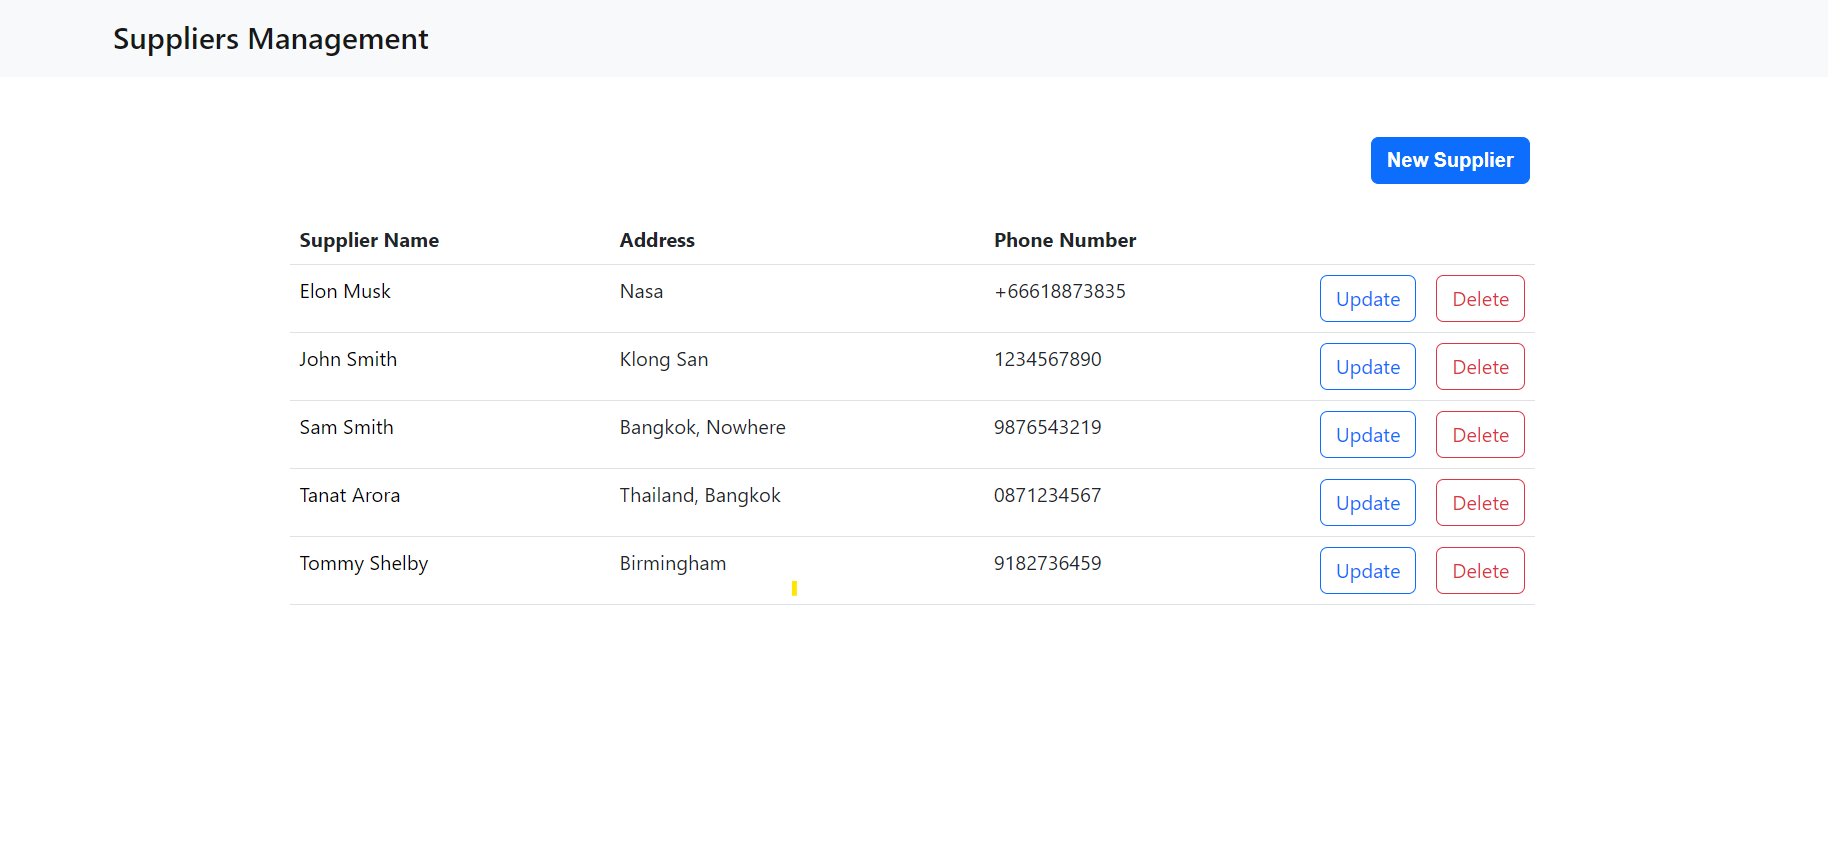 Suppliers Management
New Supplier
Supplier Name Address Phone Number
Elon Musk Nasa +66618873835 Update Delete
John Smith Klong San 1234567890 Update Delete
Sam Smith Bangkok, Nowhere 9876543219 Update Delete
Tanat Arora Thailand, Bangkok 0871234567 Update Delete
Tommy Shelby Birmingham 9182736459 Update Delete